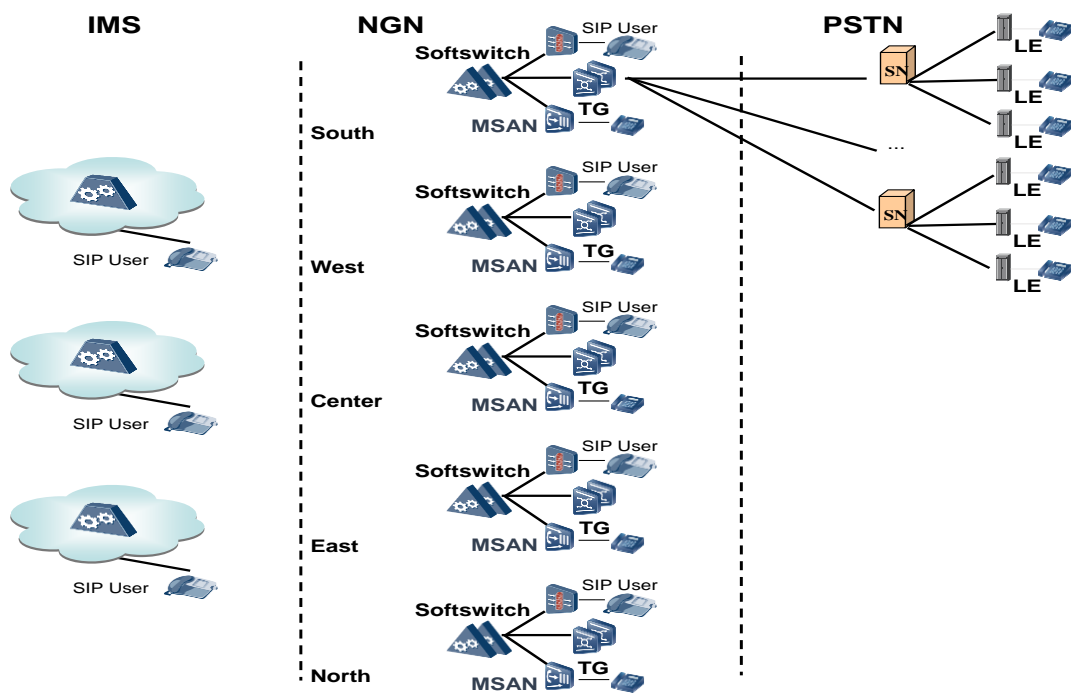 IMS
NGN
PSTN
Softswitch
SIP User
TG
MSAN
South
SN
LE
LE
LE
...
SN
LE
LE
LE
SIP User
Softswitch
SIP User
TG
MSAN
West
SIP User
Softswitch
SIP User
TG
MSAN
Center
SIP User
Softswitch
SIP User
TG
MSAN
East
Softswitch
SIP User
TG
MSAN
North